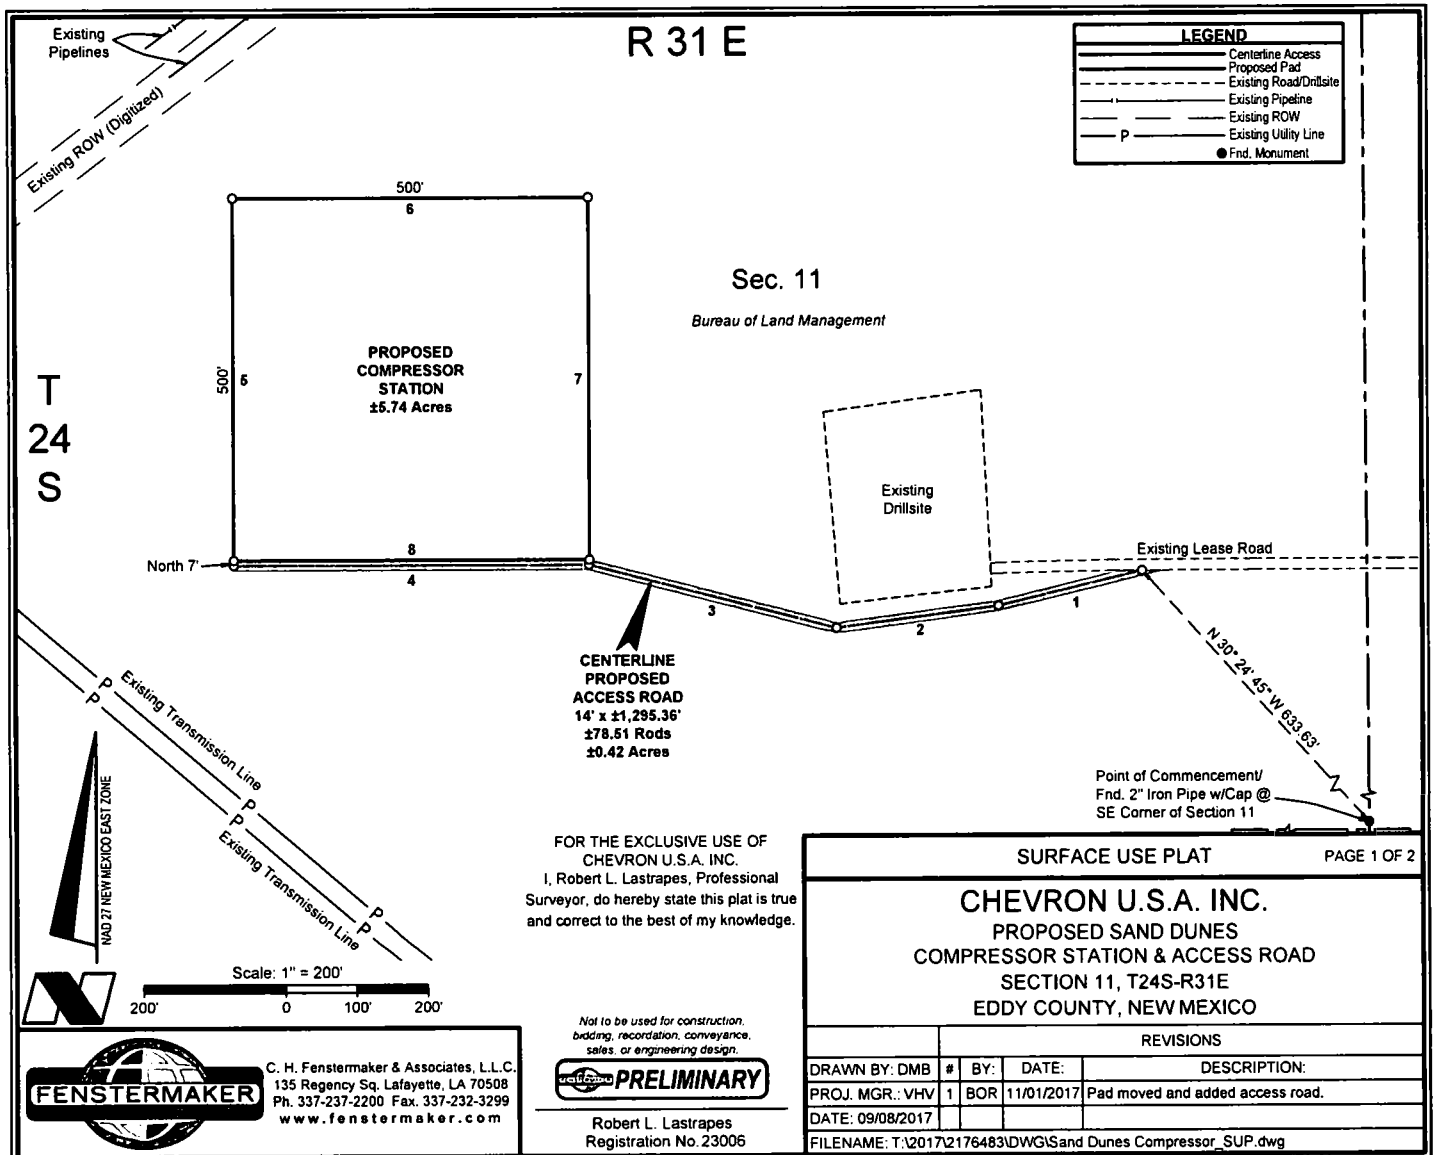 Existing
Pipelines
Existing ROW (Digitized)
R 31 E
LEGEND
Centerline Access
Proposed Pad
Existing Road/Drillsite
Existing Pipeline
Existing ROW
P Existing Utility Line
Fnd. Monument
500'
6
Sec. 11
Bureau of Land Management
T
24
S
500'
5
PROPOSED
COMPRESSOR
STATION
±5.74 Acres
7
Existing
Drillsite
8
North 7'
4
Existing Lease Road
3
2
1
CENTERLINE
PROPOSED
ACCESS ROAD
14' x ±1,295.36'
±78.51 Rods
±0.42 Acres
N 30° 24' 45" W 633.63'
Point of Commencement/
Fnd. 2" Iron Pipe w/Cap @
SE Corner of Section 11
P
P
Existing Transmission Line
P
P
Existing Transmission Line
P
P
NAD 27 NEW MEXICO EAST ZONE
Scale: 1" = 200'
200' 0 100' 200'
FOR THE EXCLUSIVE USE OF
CHEVRON U.S.A. INC.
I, Robert L. Lastrapes, Professional
Surveyor, do hereby state this plat is true
and correct to the best of my knowledge.
Not to be used for construction,
bidding, recordation, conveyance,
sales, or engineering design.
PRELIMINARY
Robert L. Lastrapes
Registration No. 23006
FENSTERMAKER
C. H. Fenstermaker & Associates, L.L.C.
135 Regency Sq. Lafayette, LA 70508
Ph. 337-237-2200 Fax. 337-232-3299
www.fenstermaker.com
SURFACE USE PLAT PAGE 1 OF 2
CHEVRON U.S.A. INC.
PROPOSED SAND DUNES
COMPRESSOR STATION & ACCESS ROAD
SECTION 11, T24S-R31E
EDDY COUNTY, NEW MEXICO
REVISIONS
DRAWN BY: DMB # BY: DATE: DESCRIPTION:
PROJ. MGR.: VHV 1 BOR 11/01/2017 Pad moved and added access road.
DATE: 09/08/2017
FILENAME: T:\2017\2176483\DWG\Sand Dunes Compressor_SUP.dwg